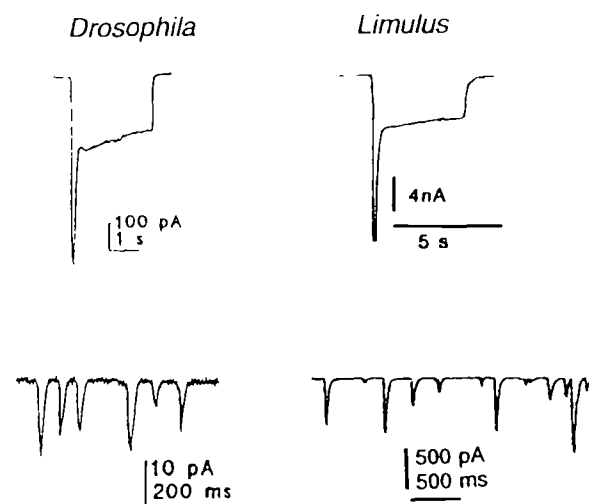 Drosophila
Limulus
100 pA
1 s
4nA
5 s
10 pA
200 ms
500 pA
500 ms